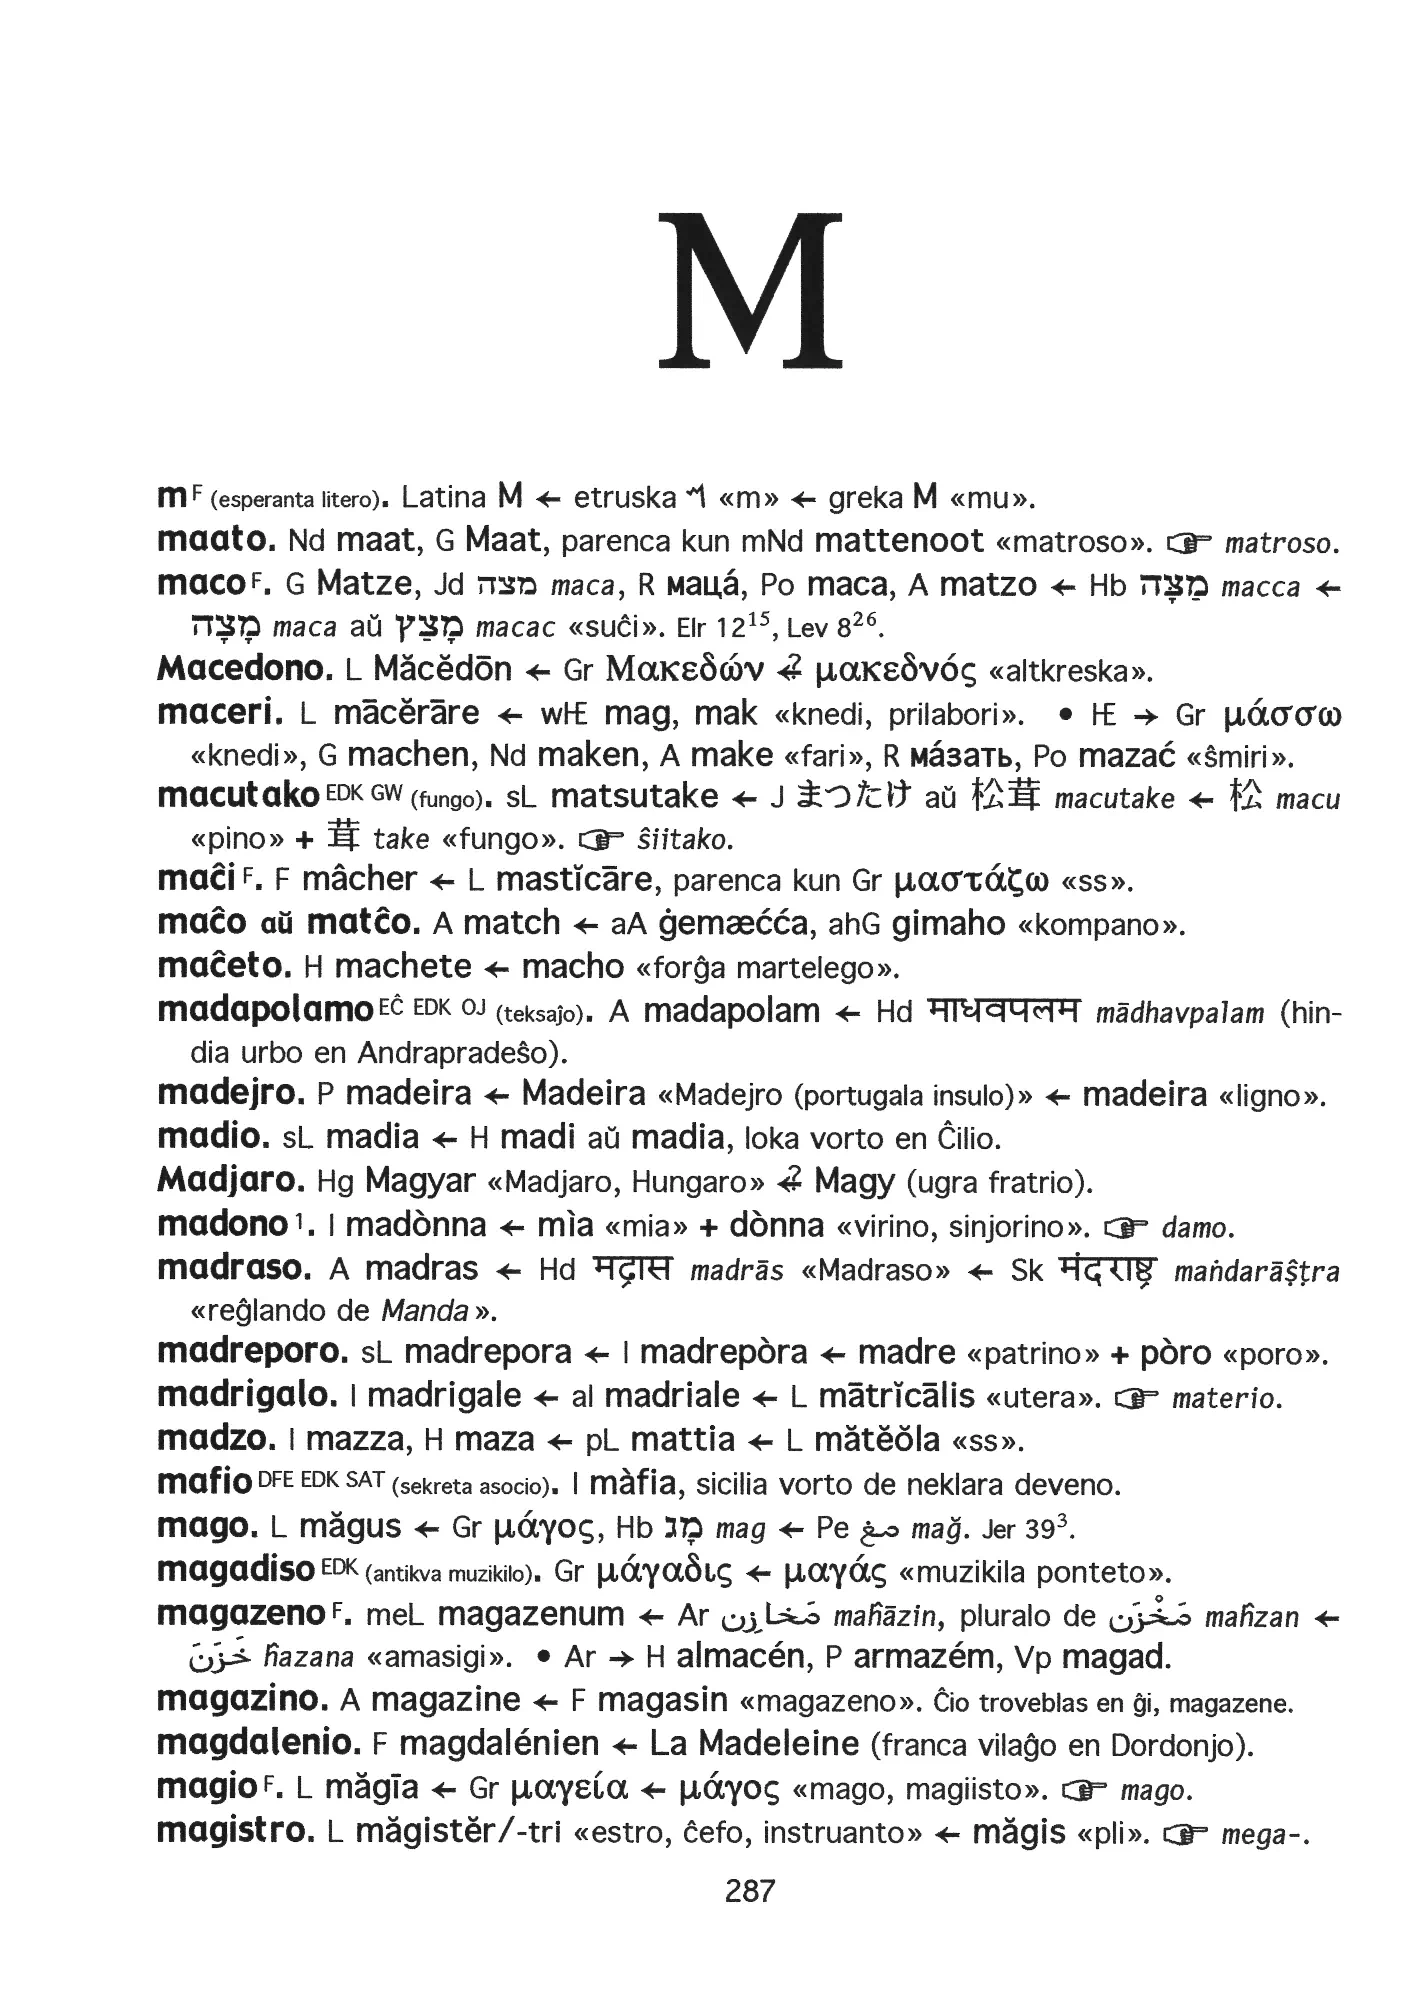 M
m F (esperanta litero). Latina M ← etruska 𐌌 «m» ← greka Μ «mu».
maato. Nd maat, G Maat, parenca kun mNd mattenoot «matroso». ☞ matroso.
maco F. G Matze, Jd מצה maca, R мацá, Po maca, A matzo ← Hb מַצָּה macca ←
מָצָה maca aŭ מָצַץ macac «suĉi». Elr 12¹⁵, Lev 8²⁶.
Macedono. L Măcĕdōn ← Gr Μακεδών ⥢? μακεδνός «altkreska».
maceri. L mācĕrāre ← wIE mag, mak «knedi, prilabori». • IE → Gr μάσσω
«knedi», G machen, Nd maken, A make «fari», R мáзать, Po mazać «ŝmiri».
macutako EDK GW (fungo). sL matsutake ← J まつたけ aŭ 松茸 macutake ← 松 macu
«pino» + 茸 take «fungo». ☞ ŝiitako.
maĉi F. F mâcher ← L mastĭcāre, parenca kun Gr μαστάζω «ss».
maĉo aŭ matĉo. A match ← aA ġemæćća, ahG gimaho «kompano».
maĉeto. H machete ← macho «forĝa martelego».
madapolamo EĈ EDK OJ (teksaĵo). A madapolam ← Hd माधवपलम mādhavpalam (hin-
dia urbo en Andrapradeŝo).
madejro. P madeira ← Madeira «Madejro (portugala insulo)» ← madeira «ligno».
madio. sL madia ← H madi aŭ madia, loka vorto en Ĉilio.
Madjaro. Hg Magyar «Madjaro, Hungaro» ⥢? Magy (ugra fratrio).
madono 1. I madònna ← mìa «mia» + dònna «virino, sinjorino». ☞ damo.
madraso. A madras ← Hd मद्रास madrās «Madraso» ← Sk मंदराष्ट्र maṅdarāṣṭra
«reĝlando de Manda».
madreporo. sL madrepora ← I madrepòra ← madre «patrino» + pòro «poro».
madrigalo. I madrigale ← al madriale ← L mātrĭcālis «utera». ☞ materio.
madzo. I mazza, H maza ← pL mattia ← L mătĕŏla «ss».
mafio DFE EDK SAT (sekreta asocio). I màfia, sicilia vorto de neklara deveno.
mago. L măgus ← Gr μάγος, Hb מָג mag ← Pe مغ mağ. Jer 39³.
magadiso EDK (antikva muzikilo). Gr μάγαδις ← μαγάς «muzikila ponteto».
magazeno F. meL magazenum ← Ar مَخازِن maĥāzin, pluralo de مَخْزَن maĥzan ←
خَزَنَ ĥazana «amasigi». • Ar → H almacén, P armazém, Vp magad.
magazino. A magazine ← F magasin «magazeno». Ĉio troveblas en ĝi, magazene.
magdalenio. F magdalénien ← La Madeleine (franca vilaĝo en Dordonjo).
magio F. L măgīa ← Gr μαγεία ← μάγος «mago, magiisto». ☞ mago.
magistro. L măgistĕr/-tri «estro, ĉefo, instruanto» ← măgis «pli». ☞ mega-.
287